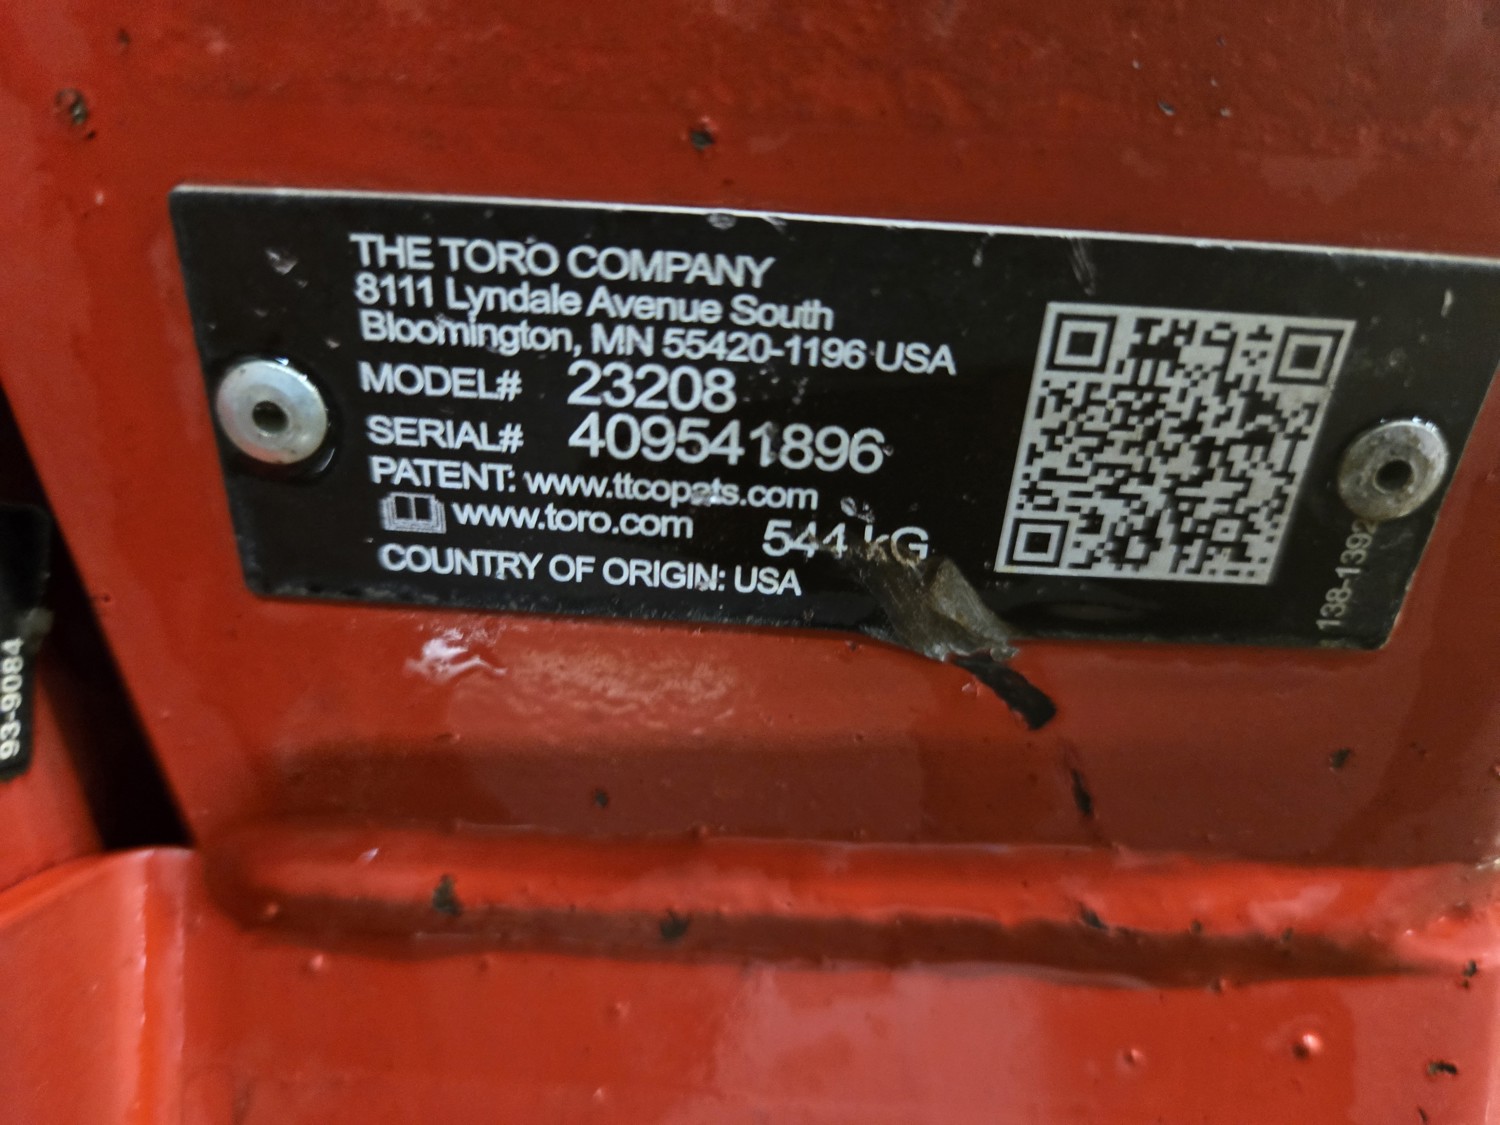 THE TORO COMPANY
8111 Lyndale Avenue South
Bloomington, MN 55420-1196 USA
MODEL# 23208
SERIAL# 409541896
PATENT: www.ttcopats.com
www.toro.com 544 kG
COUNTRY OF ORIGIN: USA
138-1392
93-9084